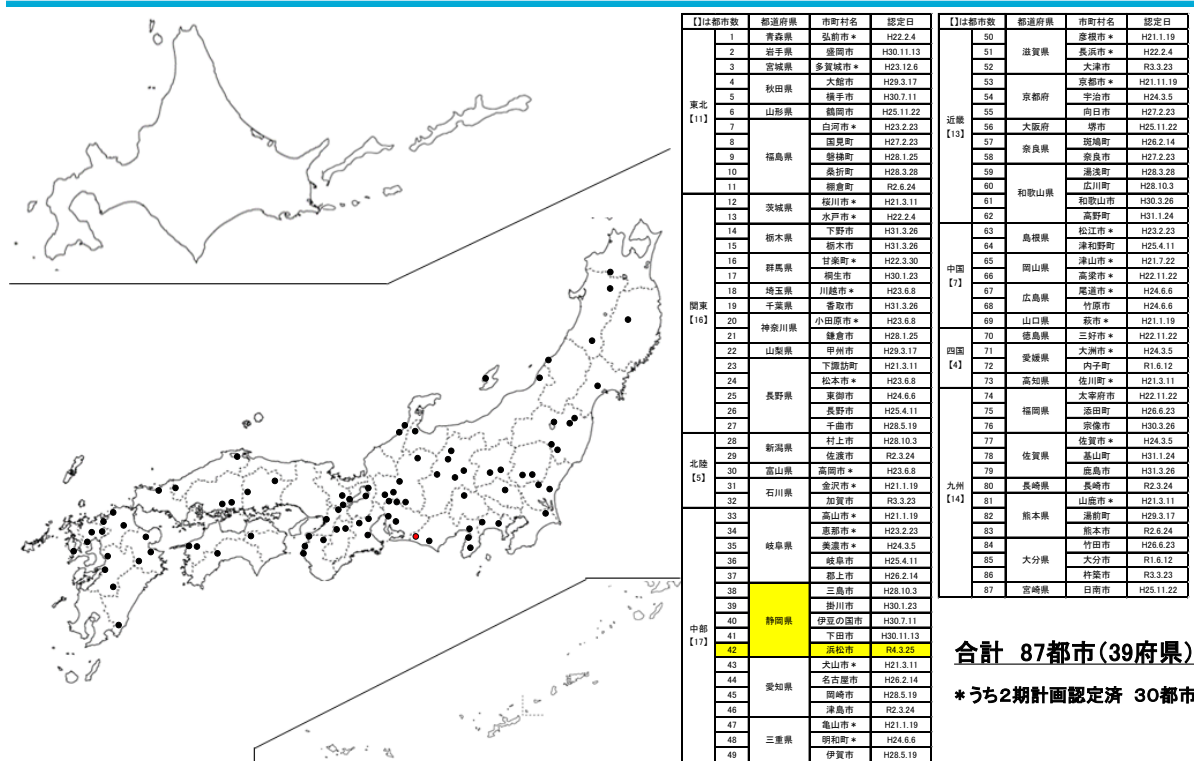 【】は都市数 都道府県 市町村名 認定日
東北【11】 1 青森県 弘前市＊ H22.2.4
2 岩手県 盛岡市 H30.11.13
3 宮城県 多賀城市＊ H23.12.6
4 秋田県 大館市 H29.3.17
5 横手市 H30.7.11
6 山形県 鶴岡市 H25.11.22
7 福島県 白河市＊ H23.2.23
8 国見町 H27.2.23
9 磐梯町 H28.1.25
10 桑折町 H28.3.28
11 棚倉町 R2.6.24
関東【16】 12 茨城県 桜川市＊ H21.3.11
13 水戸市＊ H22.2.4
14 栃木県 下野市 H31.3.26
15 栃木市 H31.3.26
16 群馬県 甘楽町＊ H22.3.30
17 桐生市 H30.1.23
18 埼玉県 川越市＊ H23.6.8
19 千葉県 香取市 H31.3.26
20 神奈川県 小田原市＊ H23.6.8
21 鎌倉市 H28.1.25
22 山梨県 甲州市 H29.3.17
23 長野県 下諏訪町 H21.3.11
24 松本市＊ H23.6.8
25 東御市 H24.6.6
26 長野市 H25.4.11
27 千曲市 H28.5.19
北陸【5】 28 新潟県 村上市 H28.10.3
29 佐渡市 R2.3.24
30 富山県 高岡市＊ H23.6.8
31 石川県 金沢市＊ H21.1.19
32 加賀市 R3.3.23
中部【17】 33 岐阜県 高山市＊ H21.1.19
34 恵那市＊ H23.2.23
35 美濃市＊ H24.3.5
36 岐阜市 H25.4.11
37 郡上市 H26.2.14
38 静岡県 三島市 H28.10.3
39 掛川市 H30.1.23
40 伊豆の国市 H30.7.11
41 下田市 H30.11.13
42 浜松市 R4.3.25
43 愛知県 犬山市＊ H21.3.11
44 名古屋市 H26.2.14
45 岡崎市 H28.5.19
46 津島市 R2.3.24
47 三重県 亀山市＊ H21.1.19
48 明和町＊ H24.6.6
49 伊賀市 H28.5.19
【】は都市数 都道府県 市町村名 認定日
近畿【13】 50 滋賀県 彦根市＊ H21.1.19
51 長浜市＊ H22.2.4
52 大津市 R3.3.23
53 京都府 京都市＊ H21.11.19
54 宇治市 H24.3.5
55 向日市 H27.2.23
56 大阪府 堺市 H25.11.22
57 奈良県 斑鳩町 H26.2.14
58 奈良市 H27.2.23
59 和歌山県 湯浅町 H28.3.28
60 広川町 H28.10.3
61 和歌山市 H30.3.26
62 高野町 H31.1.24
中国【7】 63 島根県 松江市＊ H23.2.23
64 津和野町 H25.4.11
65 岡山県 津山市＊ H21.7.22
66 高梁市＊ H22.11.22
67 広島県 尾道市＊ H24.6.6
68 竹原市 H24.6.6
69 山口県 萩市＊ H21.1.19
四国【4】 70 徳島県 三好市＊ H22.11.22
71 愛媛県 大洲市＊ H24.3.5
72 内子町 R1.6.12
73 高知県 佐川町＊ H21.3.11
九州【14】 74 福岡県 太宰府市 H22.11.22
75 添田町 H26.6.23
76 宗像市 H30.3.26
77 佐賀県 佐賀市＊ H24.3.5
78 基山町 H31.1.24
79 鹿島市 H31.3.26
80 長崎県 長崎市 R2.3.24
81 熊本県 山鹿市＊ H21.3.11
82 湯前町 H29.3.17
83 熊本市 R2.6.24
84 大分県 竹田市 H26.6.23
85 大分市 R1.6.12
86 杵築市 R3.3.23
87 宮崎県 日南市 H25.11.22
合計 87都市(39府県)
＊うち2期計画認定済 30都市